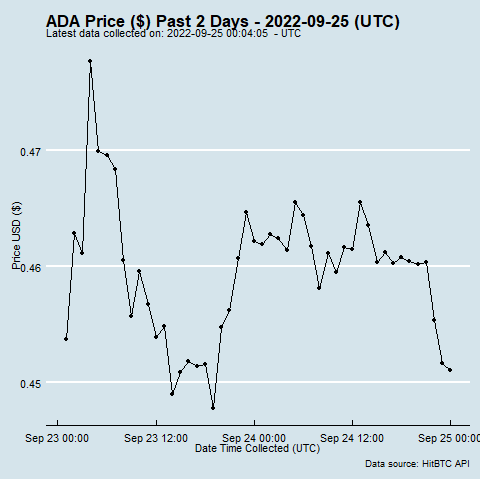 ADA Price ($) Past 2 Days - 2022-09-25 (UTC)
Latest data collected on: 2022-09-25 00:04:05  - UTC
0.47
0.46
0.45
Price USD ($)
Sep 23 00:00 Sep 23 12:00 Sep 24 00:00 Sep 24 12:00 Sep 25 00:00
Date Time Collected (UTC)
Data source: HitBTC API